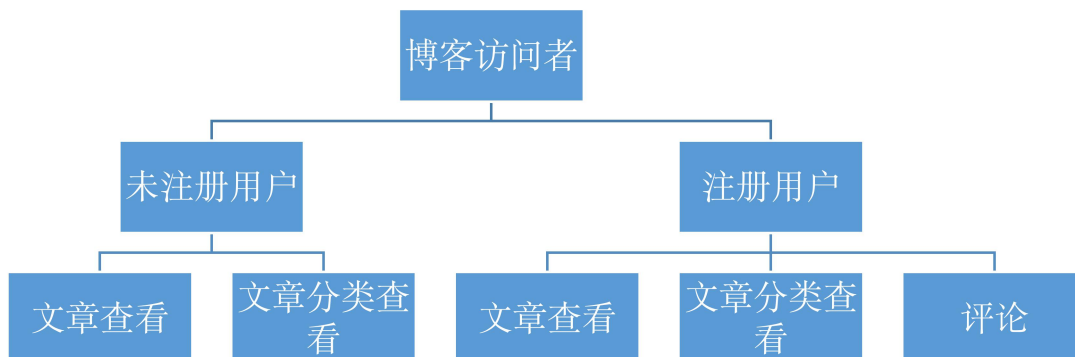 博客访问者
未注册用户
注册用户
文章查看
文章分类查
看
文章查看
文章分类查
看
评论